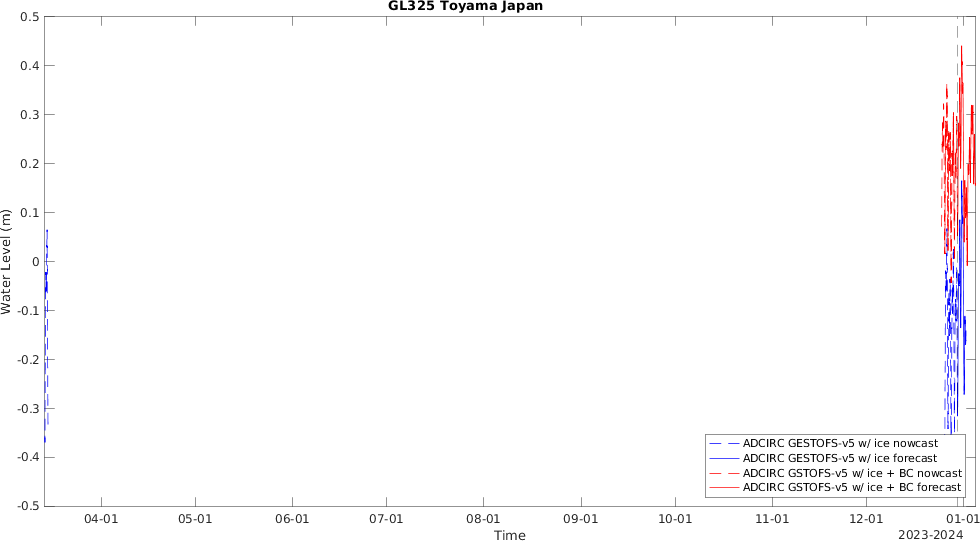 GL325 Toyama Japan
0.5
0.4
0.3
0.2
0.1
0
-0.1
-0.2
-0.3
-0.4
-0.5
Water Level (m)
ADCIRC GESTOFS-v5 w/ ice nowcast
ADCIRC GESTOFS-v5 w/ ice forecast
ADCIRC GSTOFS-v5 w/ ice + BC nowcast
ADCIRC GSTOFS-v5 w/ ice + BC forecast
04-01 05-01 06-01 07-01 08-01 09-01 10-01 11-01 12-01 01-01
Time
2023-2024